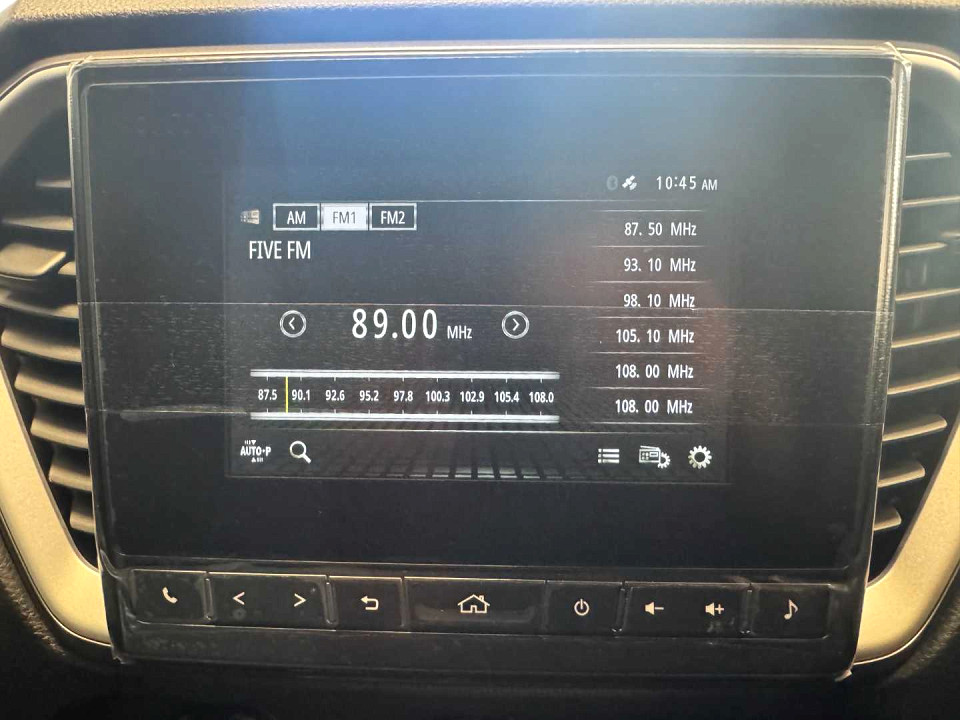 10:45 AM
AM FM1 FM2
FIVE FM
89.00 MHz
87.5 90.1 92.6 95.2 97.8 100.3 102.9 105.4 108.0
AUTO·P
87.50 MHz
93.10 MHz
98.10 MHz
105.10 MHz
108.00 MHz
108.00 MHz